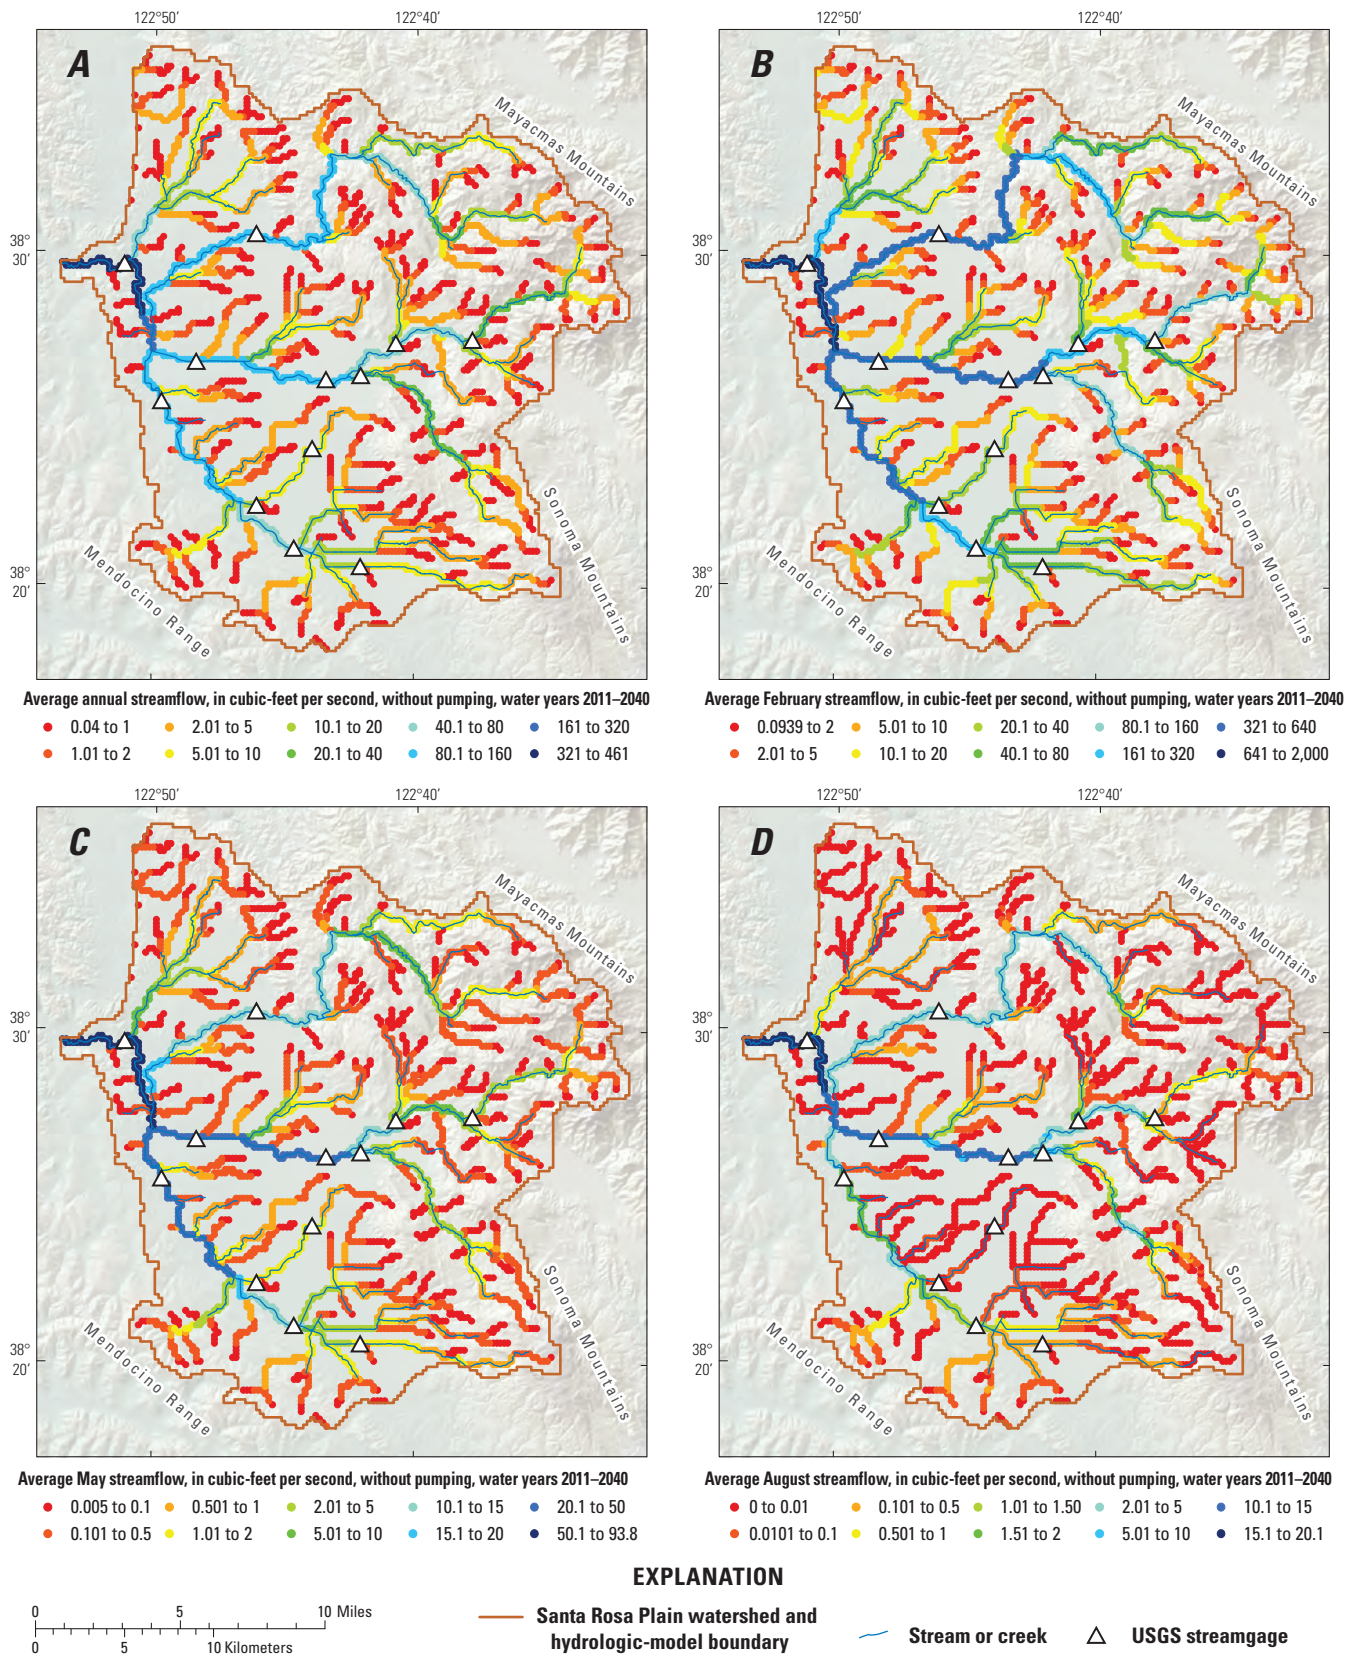 122°50′ 122°40′ 122°50′ 122°40′
A B
Mayacmas Mountains Mayacmas Mountains
38° 38°
30′ 30′
Sonoma Mountains Sonoma Mountains
Mendocino Range Mendocino Range
38° 38°
20′ 20′
Average annual streamflow, in cubic-feet per second, without pumping, water years 2011–2040
0.04 to 1 2.01 to 5 10.1 to 20 40.1 to 80 161 to 320
1.01 to 2 5.01 to 10 20.1 to 40 80.1 to 160 321 to 461
Average February streamflow, in cubic-feet per second, without pumping, water years 2011–2040
0.0939 to 2 5.01 to 10 20.1 to 40 80.1 to 160 321 to 640
2.01 to 5 10.1 to 20 40.1 to 80 161 to 320 641 to 2,000
122°50′ 122°40′ 122°50′ 122°40′
C D
Mayacmas Mountains Mayacmas Mountains
38° 38°
30′ 30′
Sonoma Mountains Sonoma Mountains
Mendocino Range Mendocino Range
38° 38°
20′ 20′
Average May streamflow, in cubic-feet per second, without pumping, water years 2011–2040
0.005 to 0.1 0.501 to 1 2.01 to 5 10.1 to 15 20.1 to 50
0.101 to 0.5 1.01 to 2 5.01 to 10 15.1 to 20 50.1 to 93.8
Average August streamflow, in cubic-feet per second, without pumping, water years 2011–2040
0 to 0.01 0.101 to 0.5 1.01 to 1.50 2.01 to 5 10.1 to 15
0.0101 to 0.1 0.501 to 1 1.51 to 2 5.01 to 10 15.1 to 20.1
EXPLANATION
0 5 10 Miles
0 5 10 Kilometers
Santa Rosa Plain watershed and
hydrologic-model boundary
Stream or creek
USGS streamgage